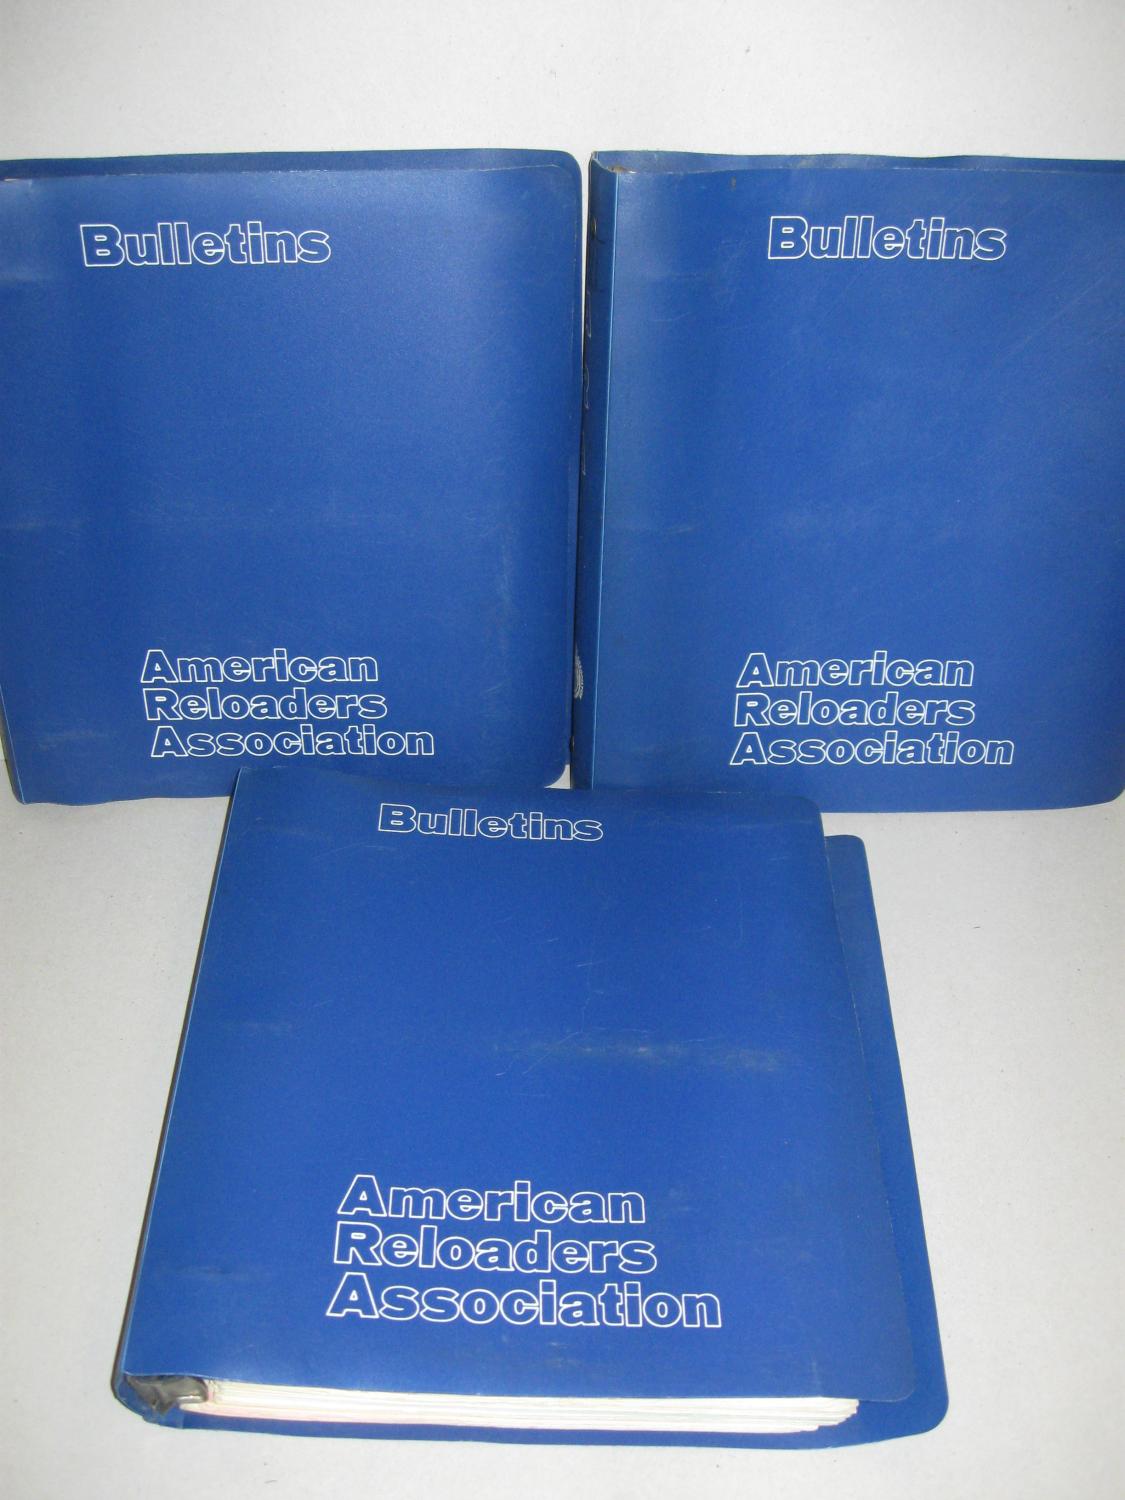 Bulletins
American
Reloaders
Association
Bulletins
American
Reloaders
Association
Bulletins
American
Reloaders
Association